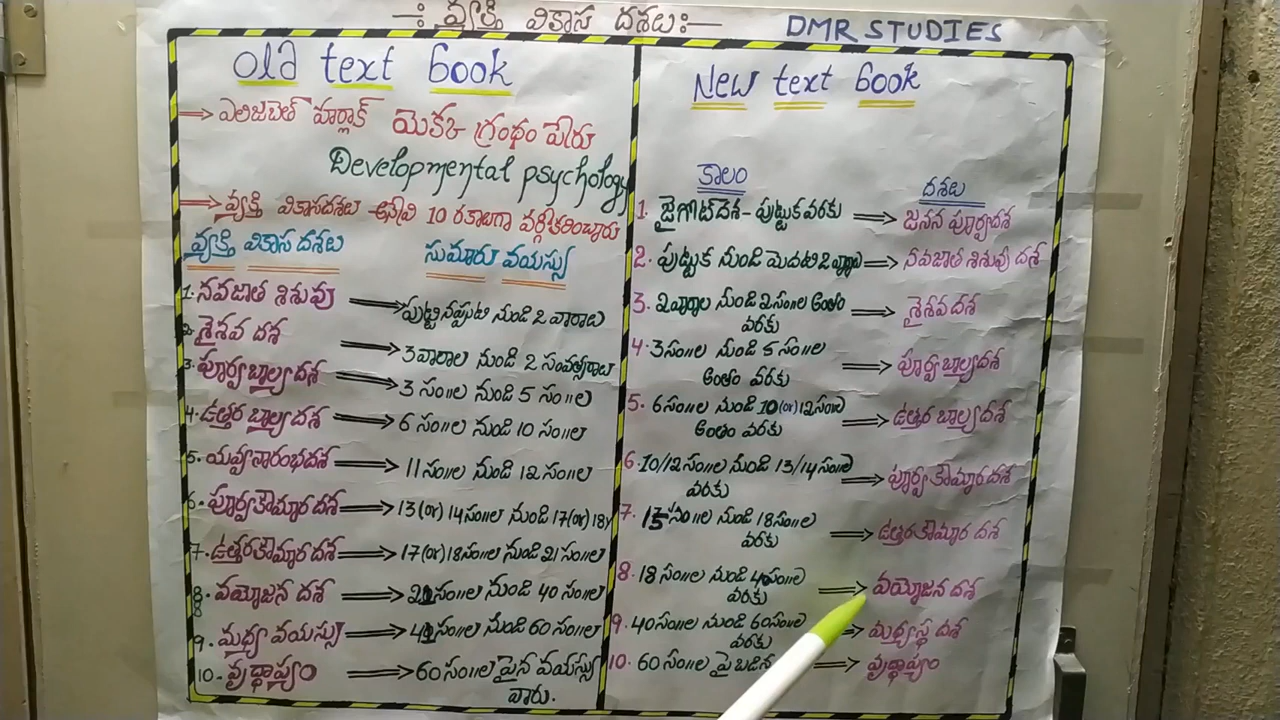 —: వ్యక్తి వికాస దశలు:—
DMR STUDIES
Old text book
→ ఎలిజబెత్ హర్లాక్ యొక్క గ్రంథం పేరు
Developmental psychology
→ వ్యక్తి వికాసదశలు అనేవి 10 రకాలుగా వర్గీకరించారు
వ్యక్తి వికాస దశలు సుమారు వయస్సు
1. నవజాత శిశువు ⟹ పుట్టినప్పటి నుండి 2 వారాలు
2. శైశవ దశ ⟹ 3 వారాల నుండి 2 సంవత్సరాలు
3. పూర్వబాల్య దశ ⟹ 3 సం॥ల నుండి 5 సం॥ల
4. ఉత్తర బాల్య దశ ⟹ 6 సం॥ల నుండి 10 సం॥ల
5. యవ్వనారంభదశ ⟹ 11 సం॥ల నుండి 12 సం॥ల
6. పూర్వకౌమార దశ ⟹ 13 (or) 14 సం॥ల నుండి 17 (or) 18
7. ఉత్తరకౌమార దశ ⟹ 17 (or) 18 సం॥ల నుండి 21 సం॥ల
8. వయోజన దశ ⟹ 21 సం॥ల నుండి 40 సం॥ల
9. మధ్య వయస్సు ⟹ 41 సం॥ల నుండి 60 సం॥ల
10. వృద్ధాప్యం ⟹ 60 సం॥ల పైన వయస్సు
వారు.
New text book
కాలం దశలు
1. జైగోట్ దశ - పుట్టుక వరకు ⟹ జనన పూర్వదశ
2. పుట్టుక నుండి మొదటి 2 వారాలు ⟹ నవజాత శిశువు దశ
3. 2 వారాల నుండి 2 సం॥ల అంతం ⟹ శైశవ దశ
వరకు
4. 3 సం॥ల నుండి 5 సం॥ల ⟹ పూర్వ బాల్యదశ
అంతం వరకు
5. 6 సం॥ల నుండి 10 (or) 12 సం॥ల ⟹ ఉత్తర బాల్య దశ
అంతం వరకు
6. 10/12 సం॥ల నుండి 13/14 సం॥ల ⟹ పూర్వ కౌమార దశ
వరకు
7. 15 సం॥ల నుండి 18 సం॥ల ⟹ ఉత్తరకౌమార దశ
వరకు
8. 18 సం॥ల నుండి 40 సం॥ల ⟹ వయోజన దశ
వరకు
9. 40 సం॥ల నుండి 60 సం॥ల ⟹ మధ్యస్థ దశ
వరకు
10. 60 సం॥ల పై బడిన ⟹ వృద్ధాప్యం